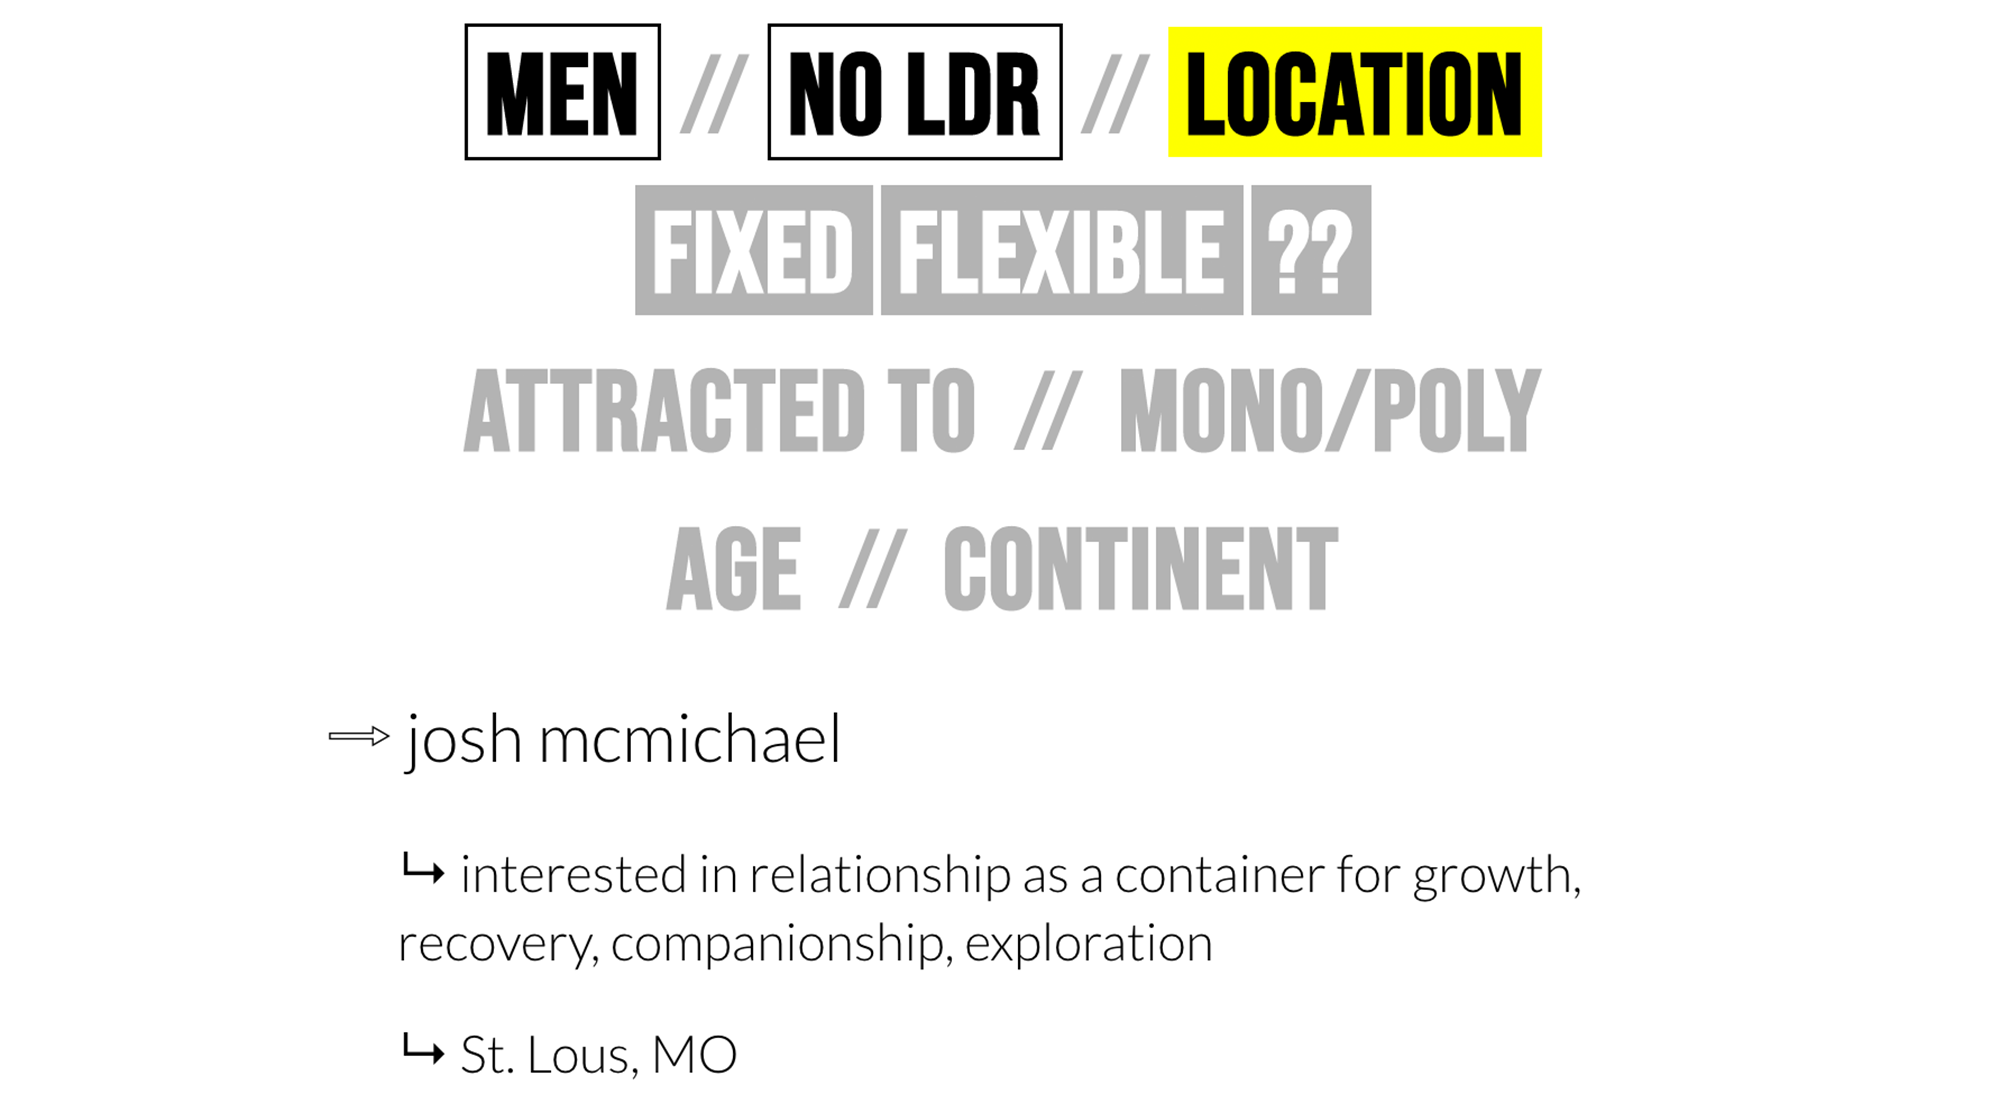 MEN // NO LDR // LOCATION
FIXED FLEXIBLE ??
ATTRACTED TO // MONO/POLY
AGE // CONTINENT
⇒ josh mcmichael
↳ interested in relationship as a container for growth,
recovery, companionship, exploration
↳ St. Lous, MO